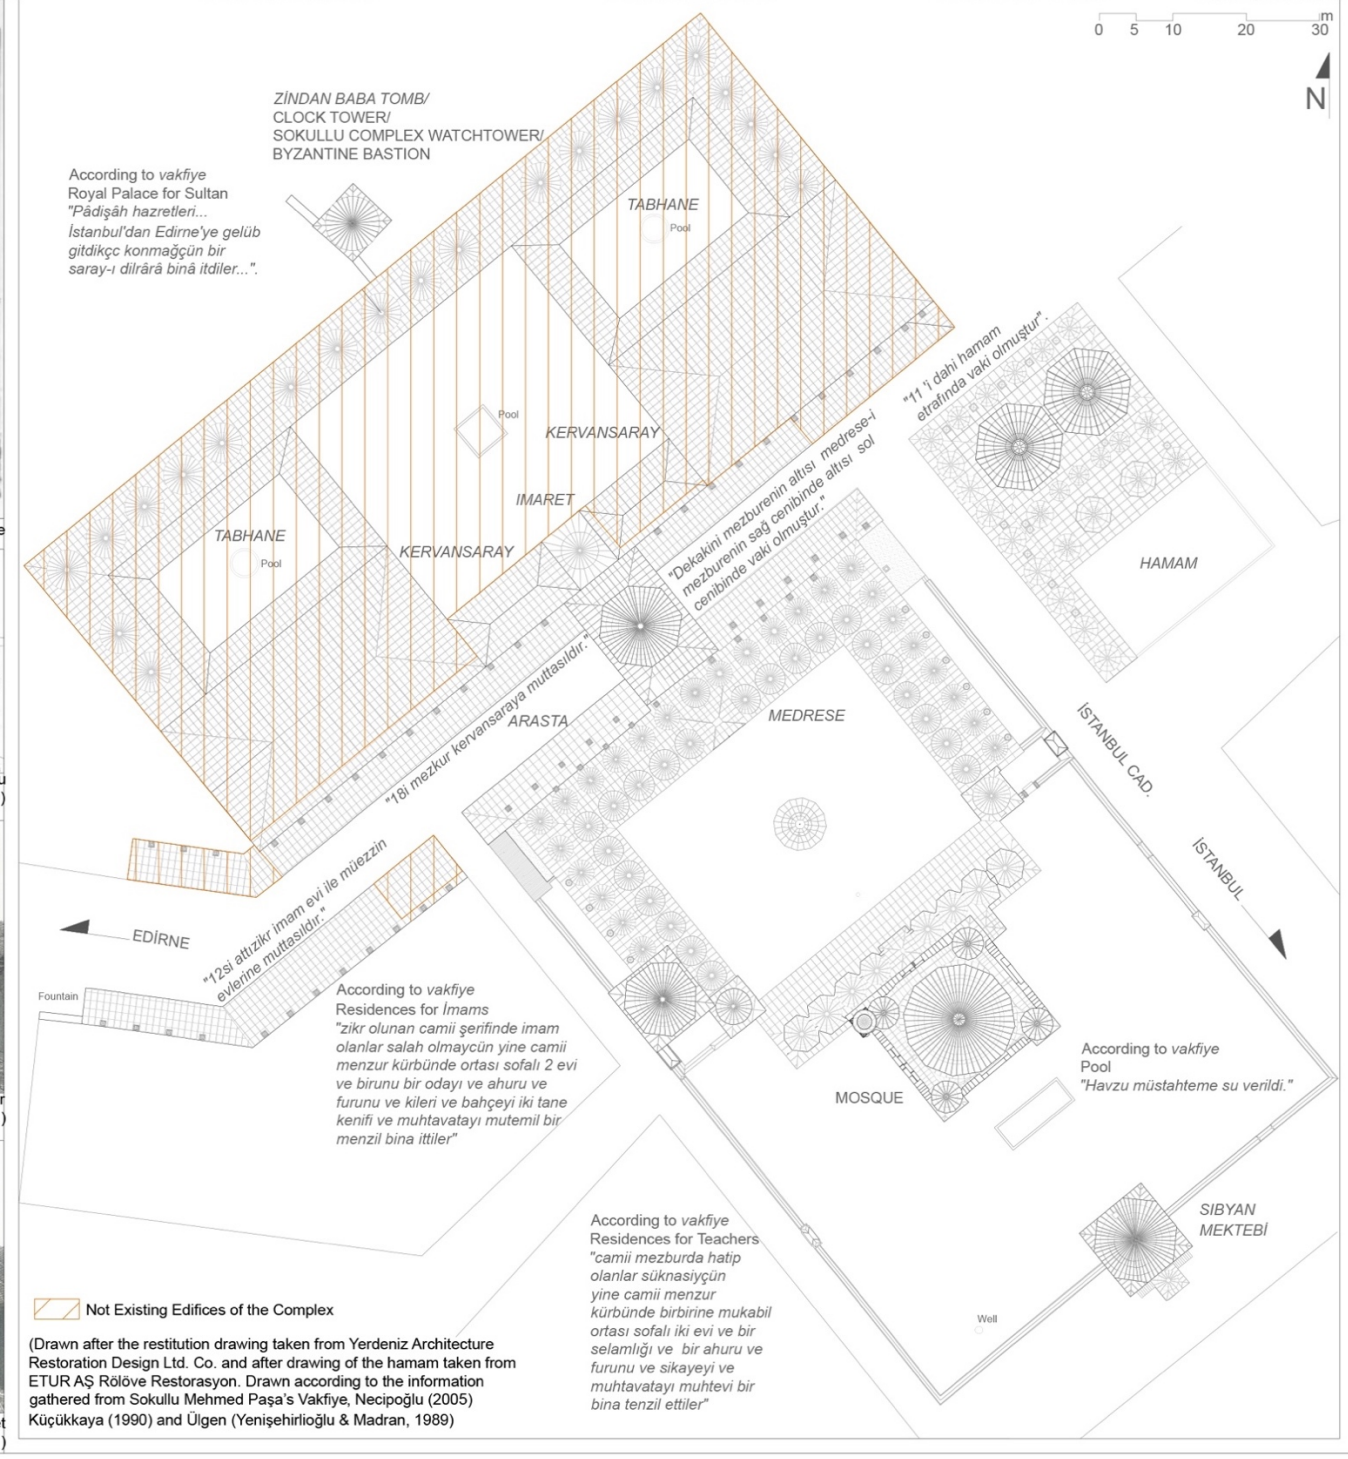 m
0 5 10 20 30
N
ZİNDAN BABA TOMB/
CLOCK TOWER/
SOKULLU COMPLEX WATCHTOWER/
BYZANTINE BASTION
According to vakfiye
Royal Palace for Sultan
"Pâdişâh hazretleri...
İstanbul'dan Edirne'ye gelüb
gitdikçc konmağçün bir
saray-ı dilrârâ binâ itdiler...".
TABHANE
Pool
"11 'i dahi hamam
etrafında vaki olmuştur".
Pool
KERVANSARAY
IMARET
TABHANE
Pool
KERVANSARAY
"Dekakini mezburenin altısı medrese-i
mezburenin sağ cenibinde altısı sol
cenibinde vaki olmuştur."
HAMAM
"18i mezkur kervansaraya muttasıldır."
ARASTA
MEDRESE
İSTANBUL CAD.
İSTANBUL
"12si attızikr imam evi ile müezzin
evlerine muttasıldır."
EDİRNE
Fountain
According to vakfiye
Residences for İmams
"zikr olunan camii şerifinde imam
olanlar salah olmaycün yine camii
menzur kürbünde ortası sofalı 2 evi
ve birunu bir odayı ve ahuru ve
furunu ve kileri ve bahçeyi iki tane
kenifi ve muhtavatayı mutemil bir
menzil bina ittiler"
MOSQUE
According to vakfiye
Pool
"Havzu müstahteme su verildi."
SIBYAN
MEKTEBİ
According to vakfiye
Residences for Teachers
"camii mezburda hatip
olanlar süknasiyçün
yine camii menzur
kürbünde birbirine mukabil
ortası sofalı iki evi ve bir
selamlığı ve bir ahuru ve
furunu ve sikayeyi ve
muhtavatayı muhtevi bir
bina tenzil ettiler"
Well
Not Existing Edifices of the Complex
(Drawn after the restitution drawing taken from Yerdeniz Architecture
Restoration Design Ltd. Co. and after drawing of the hamam taken from
ETUR AŞ Rölöve Restorasyon. Drawn according to the information
gathered from Sokullu Mehmed Paşa's Vakfiye, Necipoğlu (2005)
Küçükkaya (1990) and Ülgen (Yenişehirlioğlu & Madran, 1989)